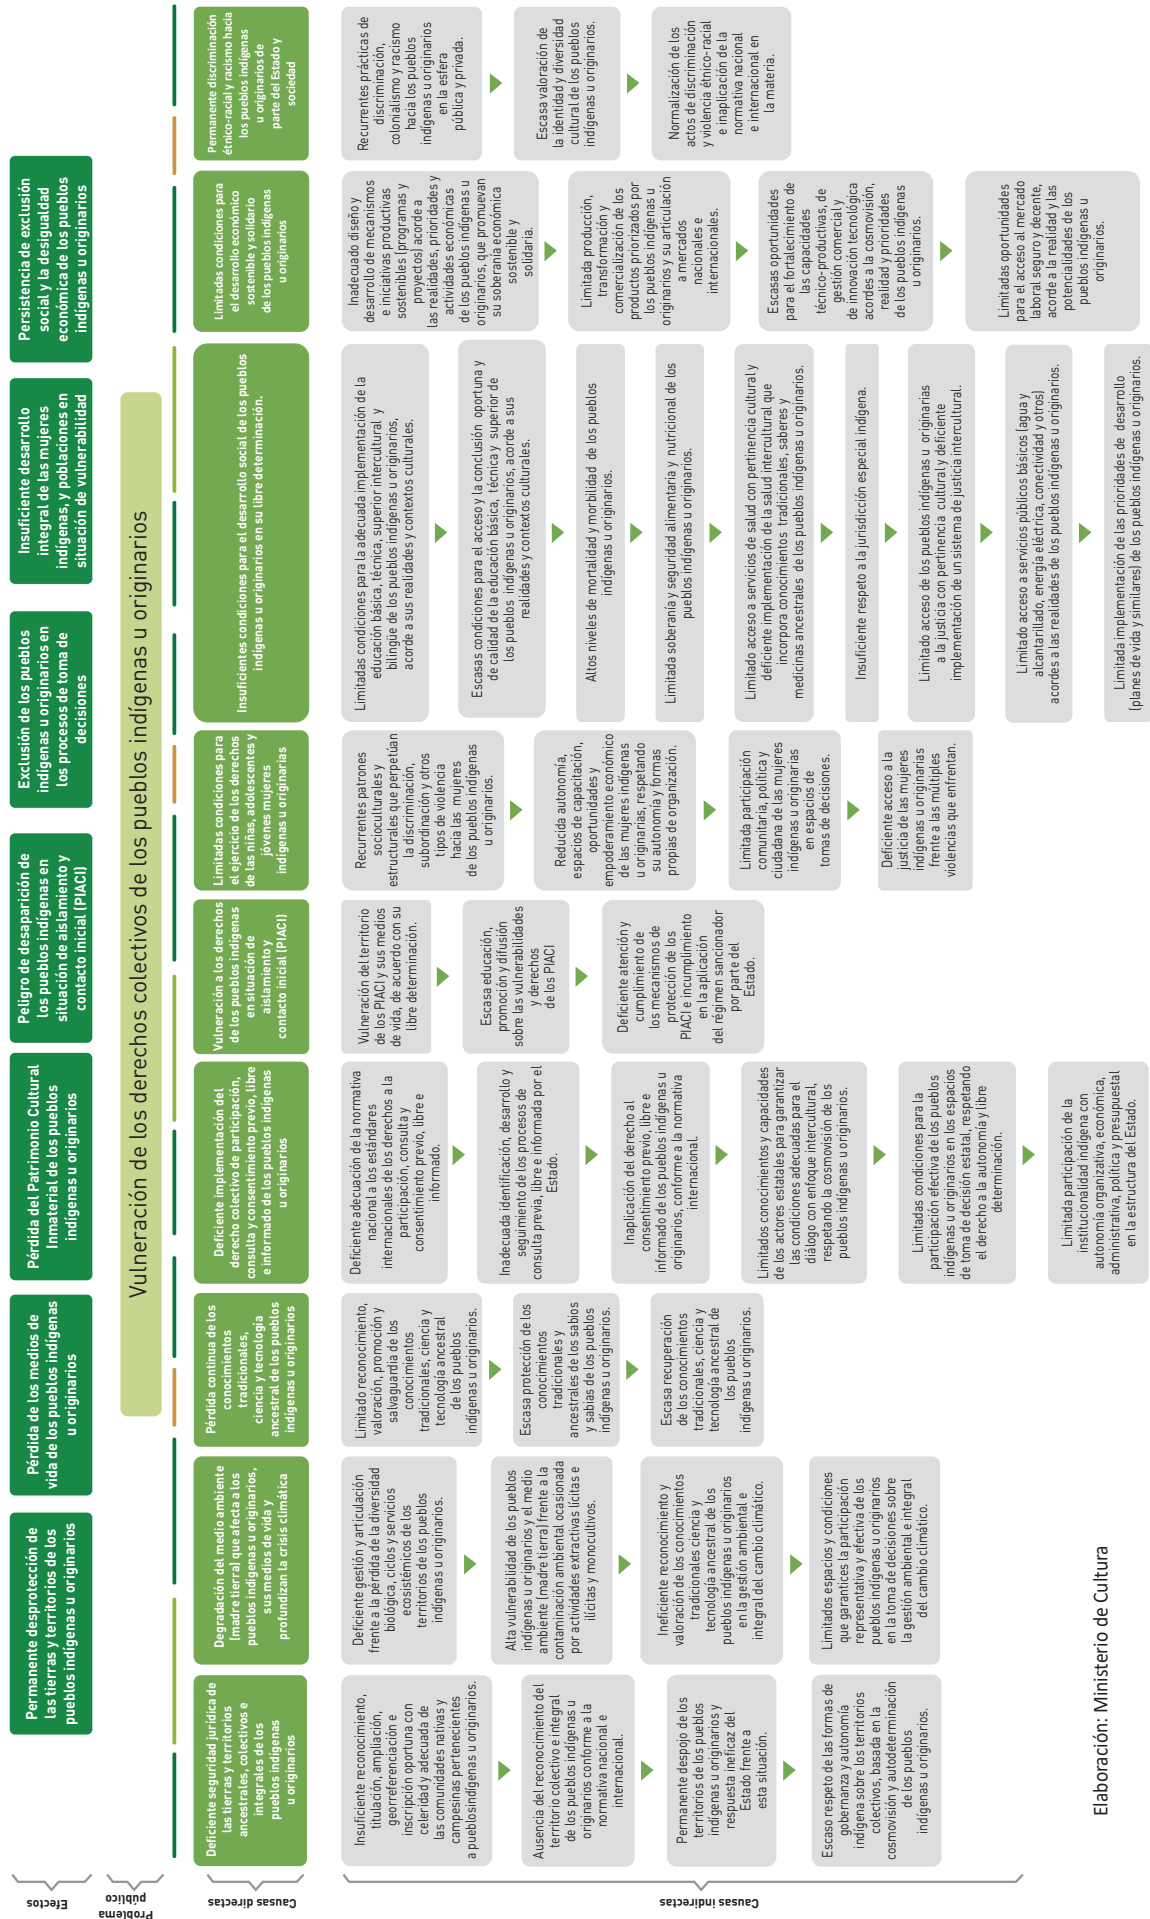 Efectos
Permanente desprotección de
las tierras y territorios de los
pueblos indígenas u originarios
Pérdida de los medios de
vida de los pueblos indígenas
u originarios
Pérdida del Patrimonio Cultural
Inmaterial de los pueblos
indígenas u originarios
Peligro de desaparición de
los pueblos indígenas en
situación de aislamiento y
contacto inicial (PIACI)
Exclusión de los pueblos
indígenas u originarios en
los procesos de toma de
decisiones
Insuficiente desarrollo
integral de las mujeres
indígenas, y poblaciones en
situación de vulnerabilidad
Persistencia de exclusión
social y la desigualdad
económica de los pueblos
indígenas u originarios
Problema
público
Vulneración de los derechos colectivos de los pueblos indígenas u originarios
Causas directas
Deficiente seguridad jurídica de
las tierras y territorios
ancestrales, colectivos e
integrales de los
pueblos indígenas
u originarios
Degradación del medio ambiente
(madre tierra) que afecta a los
pueblos indígenas u originarios,
sus medios de vida y
profundizan la crisis climática
Pérdida continua de los
conocimientos
tradicionales,
ciencia y tecnología
ancestral de los pueblos
indígenas u originarios
Deficiente implementación del
derecho colectivo de participación,
consulta y consentimiento previo, libre
e informado de los pueblos indígenas
u originarios
Vulneración a los derechos
de los pueblos indígenas
en situación de
aislamiento y
contacto inicial (PIACI)
Limitadas condiciones para
el ejercicio de los derechos
de las niñas, adolescentes y
jóvenes mujeres
indígenas u originarias
Insuficientes condiciones para el desarrollo social de los pueblos
indígenas u originarios en su libre determinación.
Limitadas condiciones para
el desarrollo económico
sostenible y solidario
de los pueblos indígenas
u originarios
Permanente discriminación
étnico-racial y racismo hacia
los pueblos indígenas
u originarios de
parte del Estado y
sociedad
Causas indirectas
Insuficiente reconocimiento,
titulación, ampliación,
georreferenciación e
inscripción oportuna con
celeridad y adecuada de
las comunidades nativas y
campesinas pertenecientes
a pueblosindígenas u originarios.
Ausencia del reconocimiento del
territorio colectivo e integral
de los pueblos indígenas u
originarios conforme a la
normativa nacional e
internacional.
Permanente despojo de los
territorios de los pueblos
indígenas u originarios y
respuesta ineficaz del
Estado frente a
esta situación.
Escaso respeto de las formas de
gobernanza y autonomía
indígena sobre los territorios
colectivos, basada en la
cosmovisión y autodeterminación
de los pueblos
indígenas u originarios.
Deficiente gestión y articulación
frente a la pérdida de la diversidad
biológica, ciclos y servicios
ecosistémicos de los
territorios de los pueblos
indígenas u originarios.
Alta vulnerabilidad de los pueblos
indígenas u originarios y el medio
ambiente (madre tierra) frente a la
contaminación ambiental ocasionada
por actividades extractivas ilícitas e
ilícitas y monocultivos.
Ineficiente reconocimiento y
valoración de los conocimientos
tradicionales ciencia y
tecnología ancestral de los
pueblos indígenas u originarios
en la gestión ambiental e
integral del cambio climático.
Limitados espacios y condiciones
que garantices la participación
representativa y efectiva de los
pueblos indígenas u originarios
en la toma de decisiones sobre
la gestión ambiental e integral
del cambio climático.
Limitado reconocimiento,
valoración, promoción y
salvaguardia de los
conocimientos
tradicionales, ciencia y
tecnología ancestral
de los pueblos
indígenas u originarios.
Escasa protección de los
conocimientos
tradicionales y
ancestrales de los sabios
y sabias de los pueblos
indígenas u originarios.
Escasa recuperación
de los conocimientos
tradicionales, ciencia y
tecnología ancestral de
los pueblos
indígenas u originarios.
Deficiente adecuación de la normativa
nacional a los estándares
internacionales de los derechos a la
participación, consulta y
consentimiento previo, libre e
informado.
Inadecuada identificación, desarrollo y
seguimiento de los procesos de
consulta previa, libre e informada por el
Estado.
Inaplicación del derecho al
consentimiento previo, libre e
informado de los pueblos indígenas u
originarios, conforme a la normativa
internacional.
Limitados conocimientos y capacidades
de los actores estatales para garantizar
las condiciones adecuadas para el
diálogo con enfoque intercultural,
respetando la cosmovisión de los
pueblos indígenas u originarios.
Limitadas condiciones para la
participación efectiva de los pueblos
indígenas u originarios en los espacios
de toma de decisión estatal, respetando
el derecho a la autonomía y libre
determinación.
Limitada participación de la
institucionalidad indígena con
autonomía organizativa, económica,
administrativa, política y presupuestal
en la estructura del Estado.
Vulneración del territorio
de los PIACI y sus medios
de vida, de acuerdo con su
libre determinación.
Escasa educación,
promoción y difusión
sobre las vulnerabilidades
y derechos
de los PIACI
Deficiente atención y
cumplimiento de
los mecanismos de
protección de los
PIACI e incumplimiento
en la aplicación
del régimen sancionador
por parte del
Estado.
Recurrentes patrones
socioculturales y
estructurales que perpetúan
la discriminación,
subordinación y otros
tipos de violencia
hacia las mujeres
de los pueblos indígenas
u originarios.
Reducida autonomía,
espacios de capacitación,
oportunidades y
empoderamiento económico
de las mujeres indígenas
u originarias, respetando
su autonomía y formas
propias de organización.
Limitada participación
comunitaria, política y
ciudadana de las mujeres
indígenas u originarias
en espacios de
tomas de decisiones.
Deficiente acceso a la
justicia de las mujeres
indígenas u originarias
frente a las múltiples
violencias que enfrentan.
Limitadas condiciones para la adecuada implementación de la
educación básica, técnica, superior intercultural y
bilingüe de los pueblos indígenas u originarios,
acorde a sus realidades y contextos culturales.
Escasas condiciones para el acceso y la conclusión oportuna y
de calidad de la educación básica, técnica y superior de
los pueblos indígenas u originarios, acorde a sus
realidades y contextos culturales.
Altos niveles de mortalidad y morbilidad de los pueblos
indígenas u originarios.
Limitada soberanía y seguridad alimentaria y nutricional de los
pueblos indígenas u originarios.
Limitado acceso a servicios de salud con pertinencia cultural y
deficiente implementación de la salud intercultural que
incorpora conocimientos tradicionales, saberes y
medicinas ancestrales de los pueblos indígenas u originarios.
Insuficiente respeto a la jurisdicción especial indígena.
Limitado acceso de los pueblos indígenas u originarias
a la justicia con pertinencia cultural y deficiente
implementación de un sistema de justicia intercultural.
Limitado acceso a servicios públicos básicos (agua y
alcantarillado, energía eléctrica, conectividad y otros)
acordes a las realidades de los pueblos indígenas u originarios.
Limitada implementación de las prioridades de desarrollo
(planes de vida y similares) de los pueblos indígenas u originarios.
Inadecuado diseño y
desarrollo de mecanismos
e iniciativas productivas
sostenibles (programas y
proyectos) acorde a
las realidades, prioridades y
actividades económicas
de los pueblos indígenas u
originarios, que promuevan
su soberanía económica
sostenible y
solidaria.
Limitada producción,
transformación y
comercialización de los
productos priorizados por
los pueblos indígenas u
originarios y su articulación
a mercados
nacionales e
internacionales.
Escasas oportunidades
para el fortalecimiento de
las capacidades
técnico-productivas, de
gestión comercial y
de innovación tecnológica
acordes a la cosmovisión,
realidad y prioridades
de los pueblos indígenas
u originarios.
Limitadas oportunidades
para el acceso al mercado
laboral seguro y decente,
acorde a la realidad y las
potencialidades de los
pueblos indígenas u
originarios.
Recurrentes prácticas de
discriminación,
colonialismo y racismo
hacia los pueblos
indígenas u originarios
en la esfera
pública y privada.
Escasa valoración de
la identidad y diversidad
cultural de los pueblos
indígenas u originarios.
Normalización de los
actos de discriminación
y violencia étnico-racial
e inaplicación de la
normativa nacional
e internacional en
la materia.
Elaboración: Ministerio de Cultura